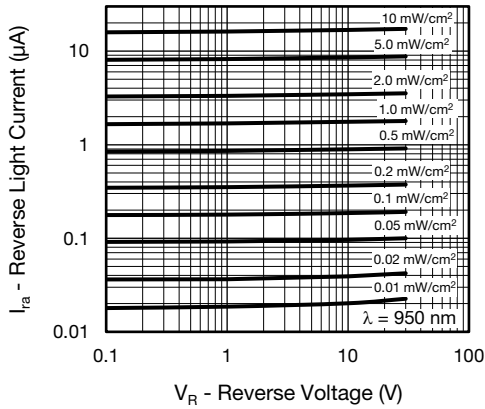 10 mW/cm²
5.0 mW/cm²
2.0 mW/cm²
1.0 mW/cm²
0.5 mW/cm²
0.2 mW/cm²
0.1 mW/cm²
0.05 mW/cm²
0.02 mW/cm²
0.01 mW/cm²
λ = 950 nm
10
1
0.1
0.01
I_ra - Reverse Light Current (µA)
0.1 1 10 100
V_R - Reverse Voltage (V)